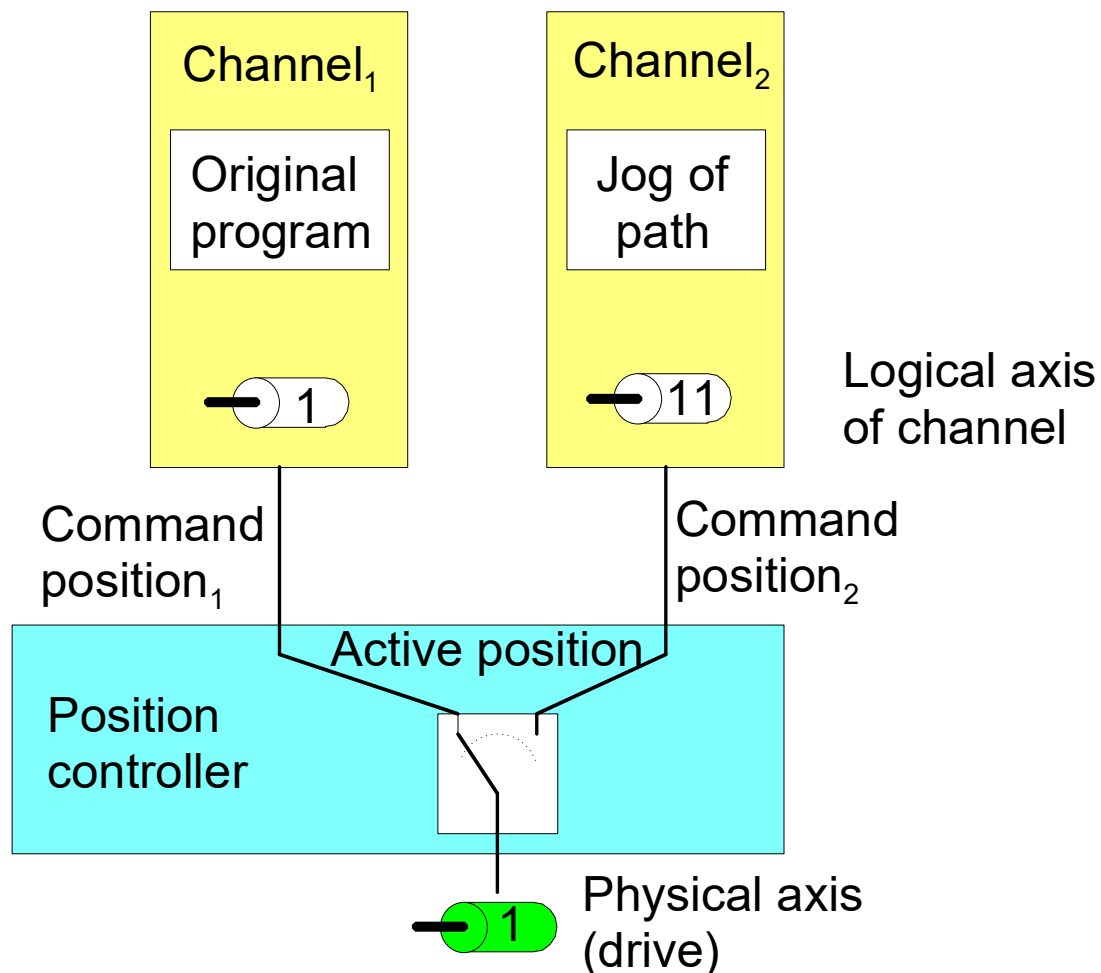 Channel₁
Original
program
1
Channel₂
Jog of
path
11
Logical axis
of channel
Command
position₁
Command
position₂
Active position
Position
controller
1
Physical axis
(drive)